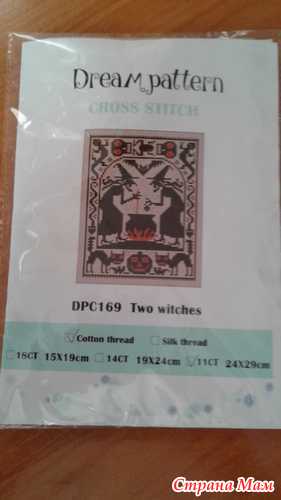 Dream pattern
CROSS STITCH
DPC169 Two witches
Cotton thread Silk thread
18CT 15X19cm 14CT 19X24cm 11CT 24X29cm
Страна Мам